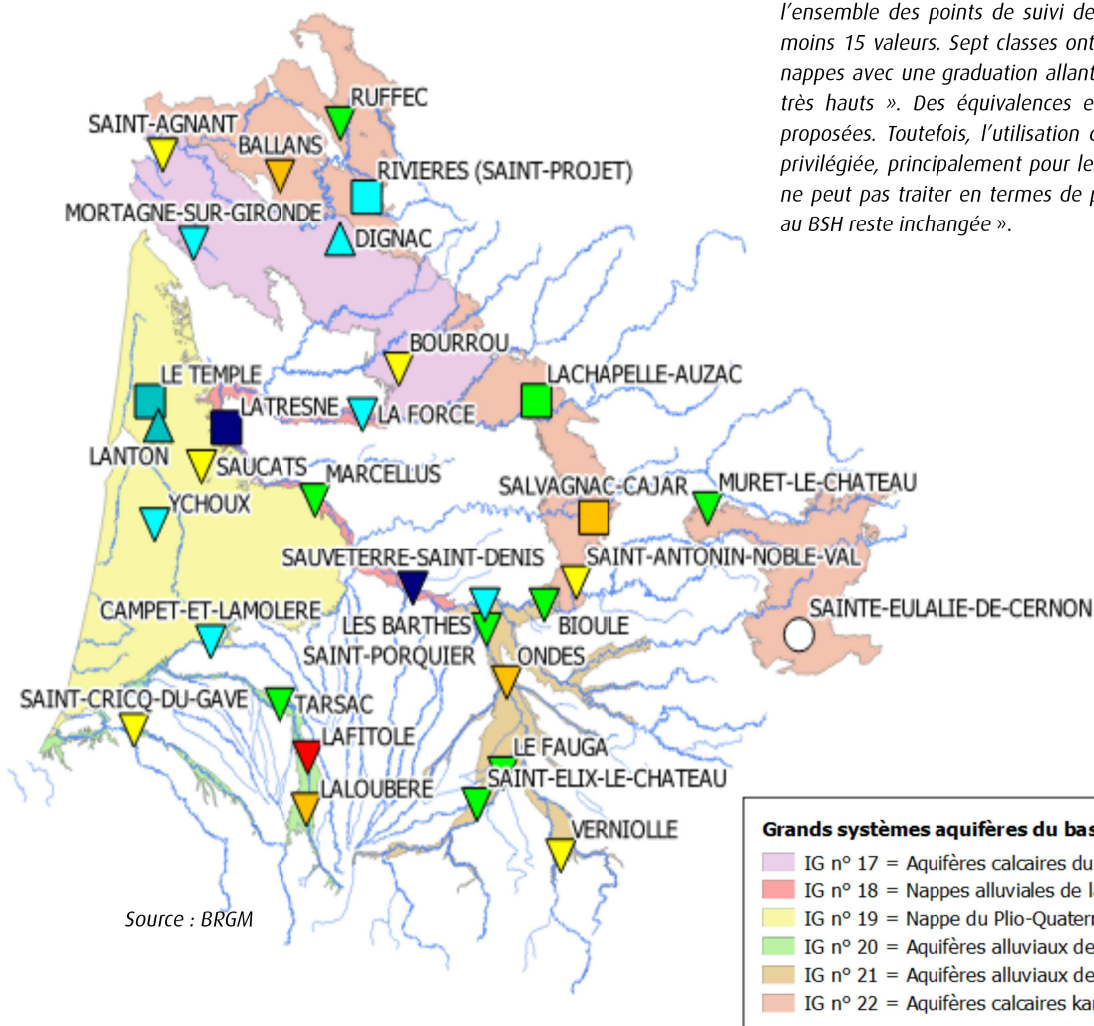 l'ensemble des points de suivi de
moins 15 valeurs. Sept classes ont
nappes avec une graduation allant
très hauts ». Des équivalences e
proposées. Toutefois, l'utilisation
privilégiée, principalement pour le
ne peut pas traiter en termes de p
au BSH reste inchangée ».
RUFFEC
SAINT-AGNANT
BALLANS
RIVIERES (SAINT-PROJET)
MORTAGNE-SUR-GIRONDE
DIGNAC
BOURROU
LE TEMPLE
LACHAPELLE-AUZAC
LATRESNE
LA FORCE
LANTON
SAUCATS
MARCELLUS
SALVAGNAC-CAJAR
MURET-LE-CHATEAU
YCHOUX
SAUVETERRE-SAINT-DENIS
SAINT-ANTONIN-NOBLE-VAL
CAMPET-ET-LAMOLERE
LES BARTHES
BIOULE
SAINTE-EULALIE-DE-CERNON
SAINT-PORQUIER
ONDES
SAINT-CRICQ-DU-GAVE
TARSAC
LAFITOLE
LE FAUGA
LALOUBERE
SAINT-ELIX-LE-CHATEAU
VERNIOLLE
Source : BRGM
Grands systèmes aquifères du bas
IG n° 17 = Aquifères calcaires du
IG n° 18 = Nappes alluviales de l
IG n° 19 = Nappe du Plio-Quatern
IG n° 20 = Aquifères alluviaux de
IG n° 21 = Aquifères alluviaux de
IG n° 22 = Aquifères calcaires kar